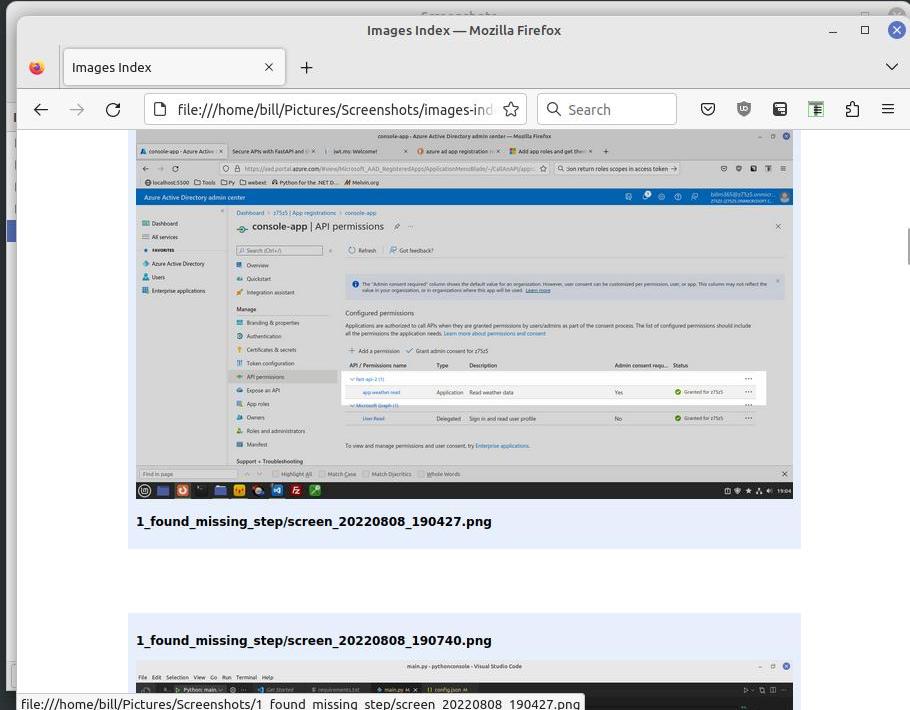 Images Index — Mozilla Firefox
Images Index
file:///home/bill/Pictures/Screenshots/images-ind
Search
console-app - Azure Active Directory admin center — Mozilla Firefox
console-app - Azure Active
Secure APIs with FastAPI and
jwt.ms: Welcome!
azure ad app registration
Add app roles and get them
con return roles scopes in access token
localhost:5500 Tools Py webext Python for the .NET D... Melvin.org
Azure Active Directory admin center
Dashboard > z75z5 | App registrations > console-app
console-app | API permissions
Dashboard
All services
FAVORITES
Azure Active Directory
Users
Enterprise applications
Search (Ctrl+/)
Overview
Quickstart
Integration assistant
Manage
Branding & properties
Authentication
Certificates & secrets
Token configuration
API permissions
Expose an API
App roles
Owners
Roles and administrators
Manifest
Support + Troubleshooting
Refresh Got feedback?
The "Admin consent required" column shows the default value for an organization. However, user consent can be customized per permission, user, or app. This column may not reflect the
value in your organization, or in organizations where this app will be used. Learn more
Configured permissions
Applications are authorized to call APIs when they are granted permissions by users/admins as part of the consent process. The list of configured permissions should include
all the permissions the application needs. Learn more about permissions and consent
Add a permission Grant admin consent for z75z5
API / Permissions name Type Description Admin consent requ... Status
fast-api-2 (1)
app.weather.read Application Read weather data Yes Granted for z75z5
Microsoft Graph (1)
User.Read Delegated Sign in and read user profile No Granted for z75z5
To view and manage permissions and user consent, try Enterprise applications.
Find in page Highlight All Match Case Match Diacritics Whole Words
19:04
1_found_missing_step/screen_20220808_190427.png
1_found_missing_step/screen_20220808_190740.png
main.py - pythonconsole - Visual Studio Code
File Edit Selection View Go Run Terminal Help
Python: main. Get Started requirements.txt main.py M config.json M
file:///home/bill/Pictures/Screenshots/1_found_missing_step/screen_20220808_190427.png